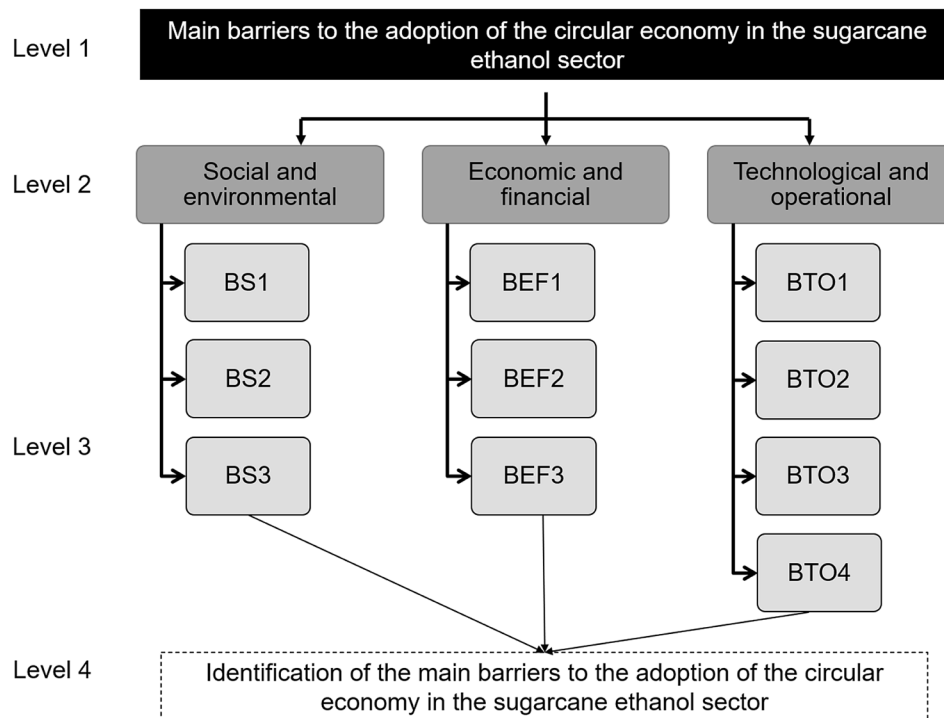 Level 1
Main barriers to the adoption of the circular economy in the sugarcane
ethanol sector
Level 2
Social and
environmental
Economic and
financial
Technological and
operational
Level 3
BS1
BS2
BS3
BEF1
BEF2
BEF3
BTO1
BTO2
BTO3
BTO4
Level 4
Identification of the main barriers to the adoption of the circular
economy in the sugarcane ethanol sector